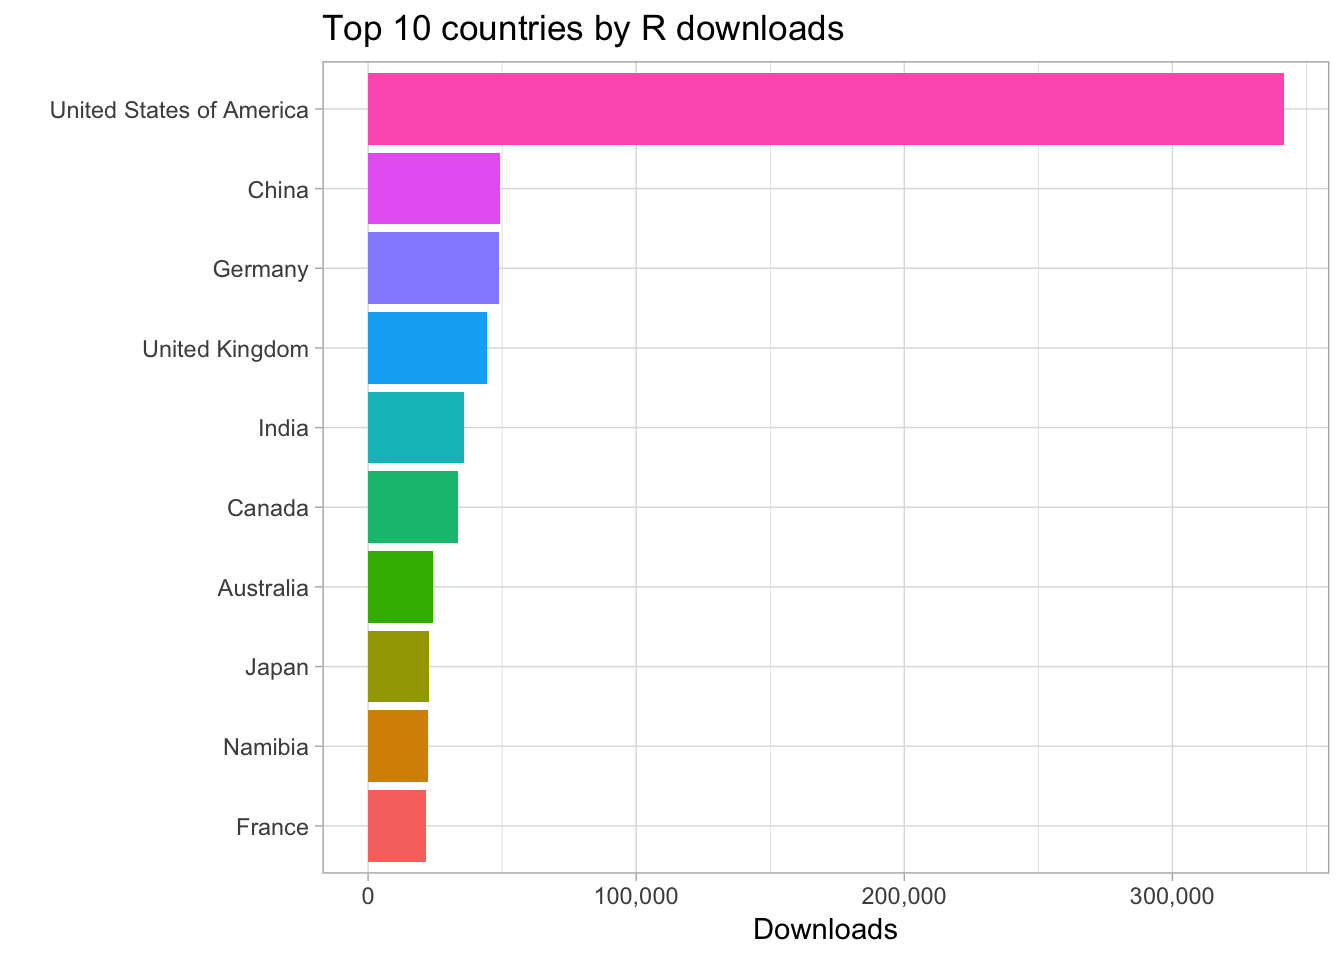 Top 10 countries by R downloads
United States of America
China
Germany
United Kingdom
India
Canada
Australia
Japan
Namibia
France
0 100,000 200,000 300,000
Downloads